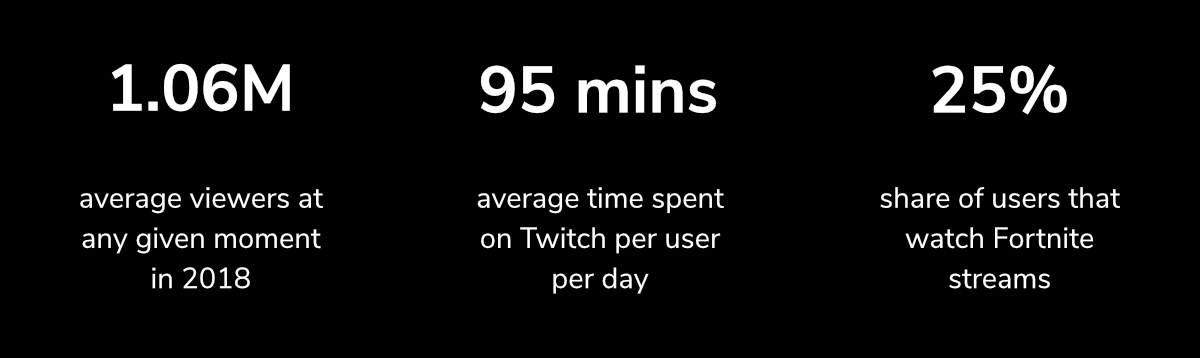 1.06M
average viewers at
any given moment
in 2018
95 mins
average time spent
on Twitch per user
per day
25%
share of users that
watch Fortnite
streams